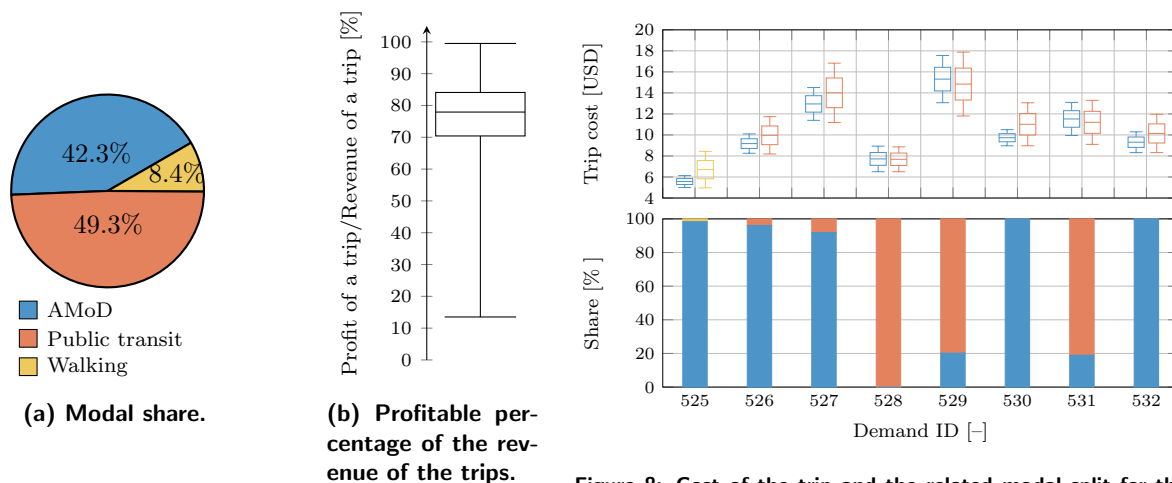 42.3%
8.4%
49.3%
AMoD
Public transit
Walking
(a) Modal share.
Profit of a trip/Revenue of a trip [%]
100
90
80
70
60
50
40
30
20
10
0
(b) Profitable per-
centage of the rev-
enue of the trips.
Trip cost [USD]
20
18
16
14
12
10
8
6
4
Share [% ]
100
80
60
40
20
0
525 526 527 528 529 530 531 532
Demand ID [–]
Figure 8: Cost of the trip and the related modal split for th